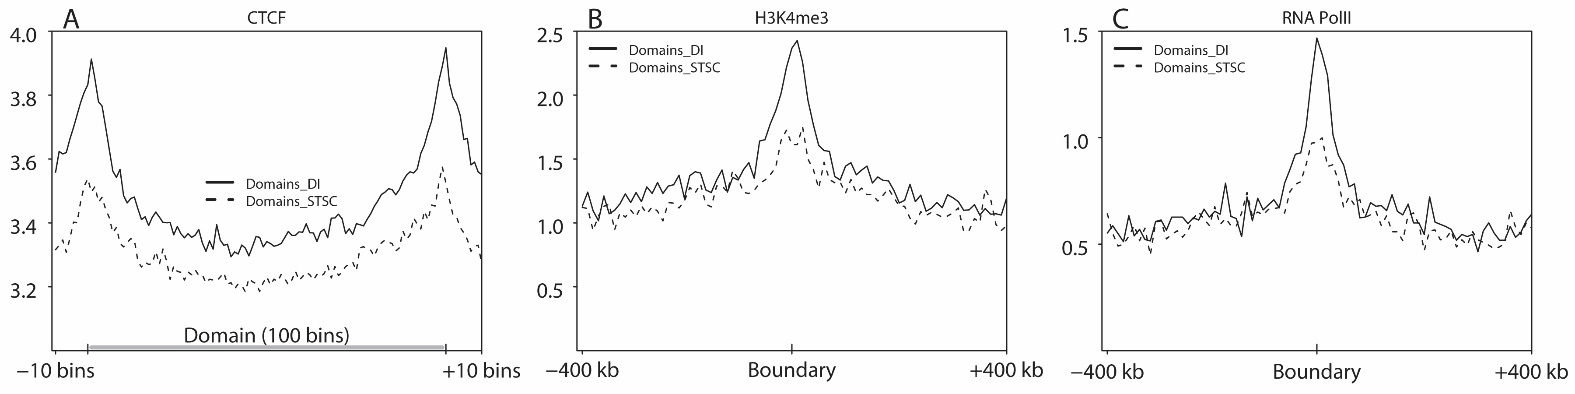 A
CTCF
4.0
3.8
3.6
3.4
3.2
Domains_DI
Domains_STSC
Domain (100 bins)
−10 bins
+10 bins
B
H3K4me3
2.5
2.0
1.5
1.0
0.5
Domains_DI
Domains_STSC
−400 kb
Boundary
+400 kb
C
RNA PolII
1.5
1.0
0.5
Domains_DI
Domains_STSC
−400 kb
Boundary
+400 kb